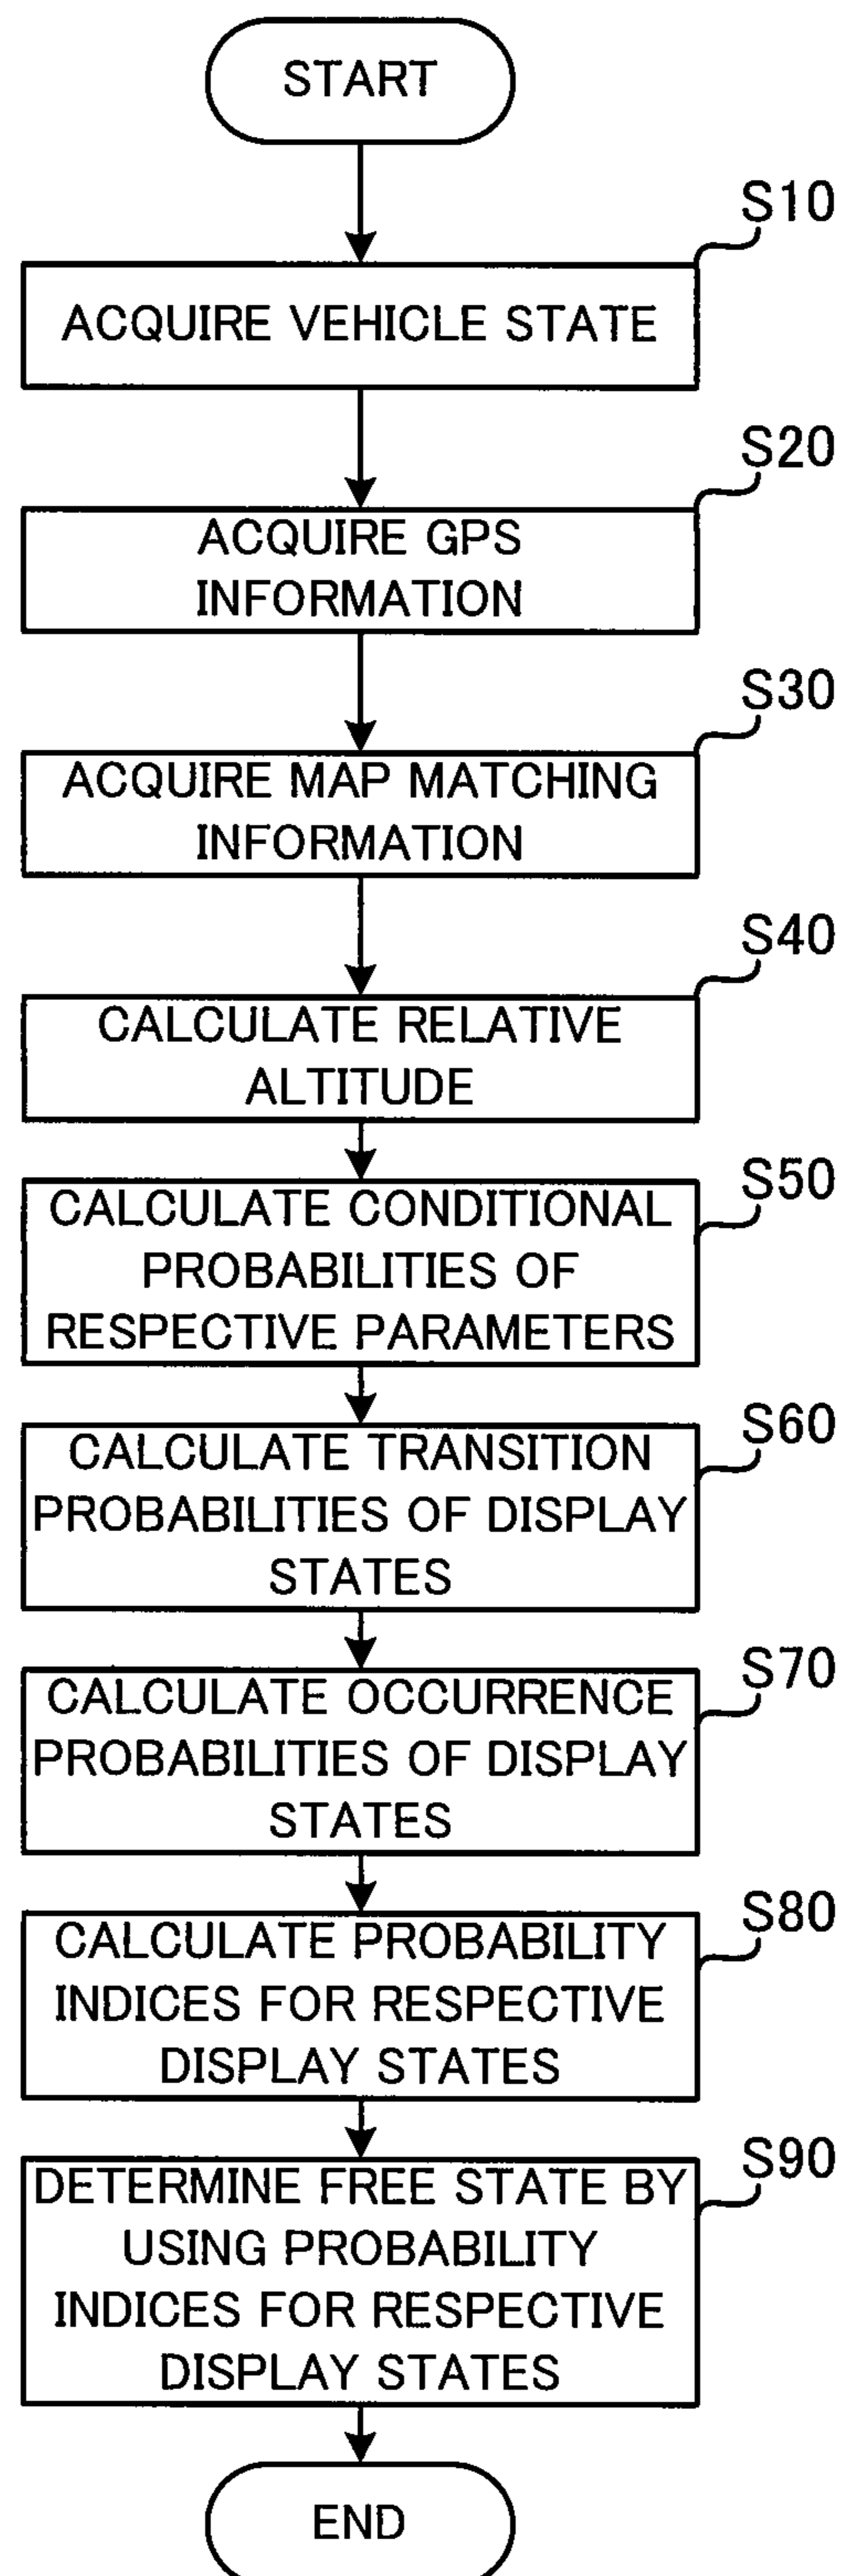 START
S10
ACQUIRE VEHICLE STATE
S20
ACQUIRE GPS
INFORMATION
S30
ACQUIRE MAP MATCHING
INFORMATION
S40
CALCULATE RELATIVE
ALTITUDE
S50
CALCULATE CONDITIONAL
PROBABILITIES OF
RESPECTIVE PARAMETERS
S60
CALCULATE TRANSITION
PROBABILITIES OF DISPLAY
STATES
S70
CALCULATE OCCURRENCE
PROBABILITIES OF DISPLAY
STATES
S80
CALCULATE PROBABILITY
INDICES FOR RESPECTIVE
DISPLAY STATES
S90
DETERMINE FREE STATE BY
USING PROBABILITY
INDICES FOR RESPECTIVE
DISPLAY STATES
END